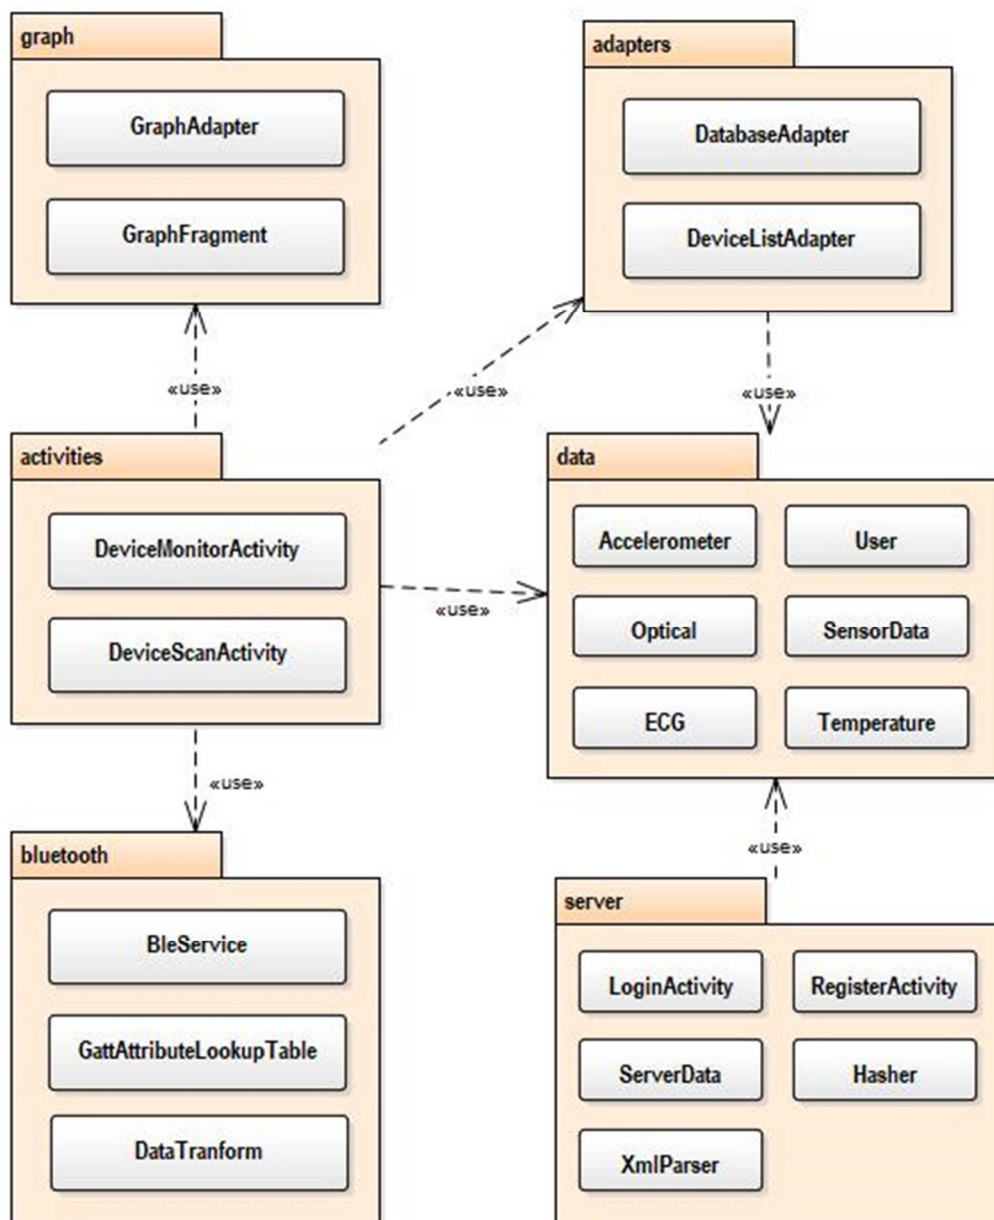 graph
GraphAdapter
GraphFragment
adapters
DatabaseAdapter
DeviceListAdapter
«use»
«use»
«use»
activities
DeviceMonitorActivity
DeviceScanActivity
«use»
data
Accelerometer
User
Optical
SensorData
ECG
Temperature
«use»
«use»
bluetooth
BleService
GattAttributeLookupTable
DataTranform
server
LoginActivity
RegisterActivity
ServerData
Hasher
XmlParser